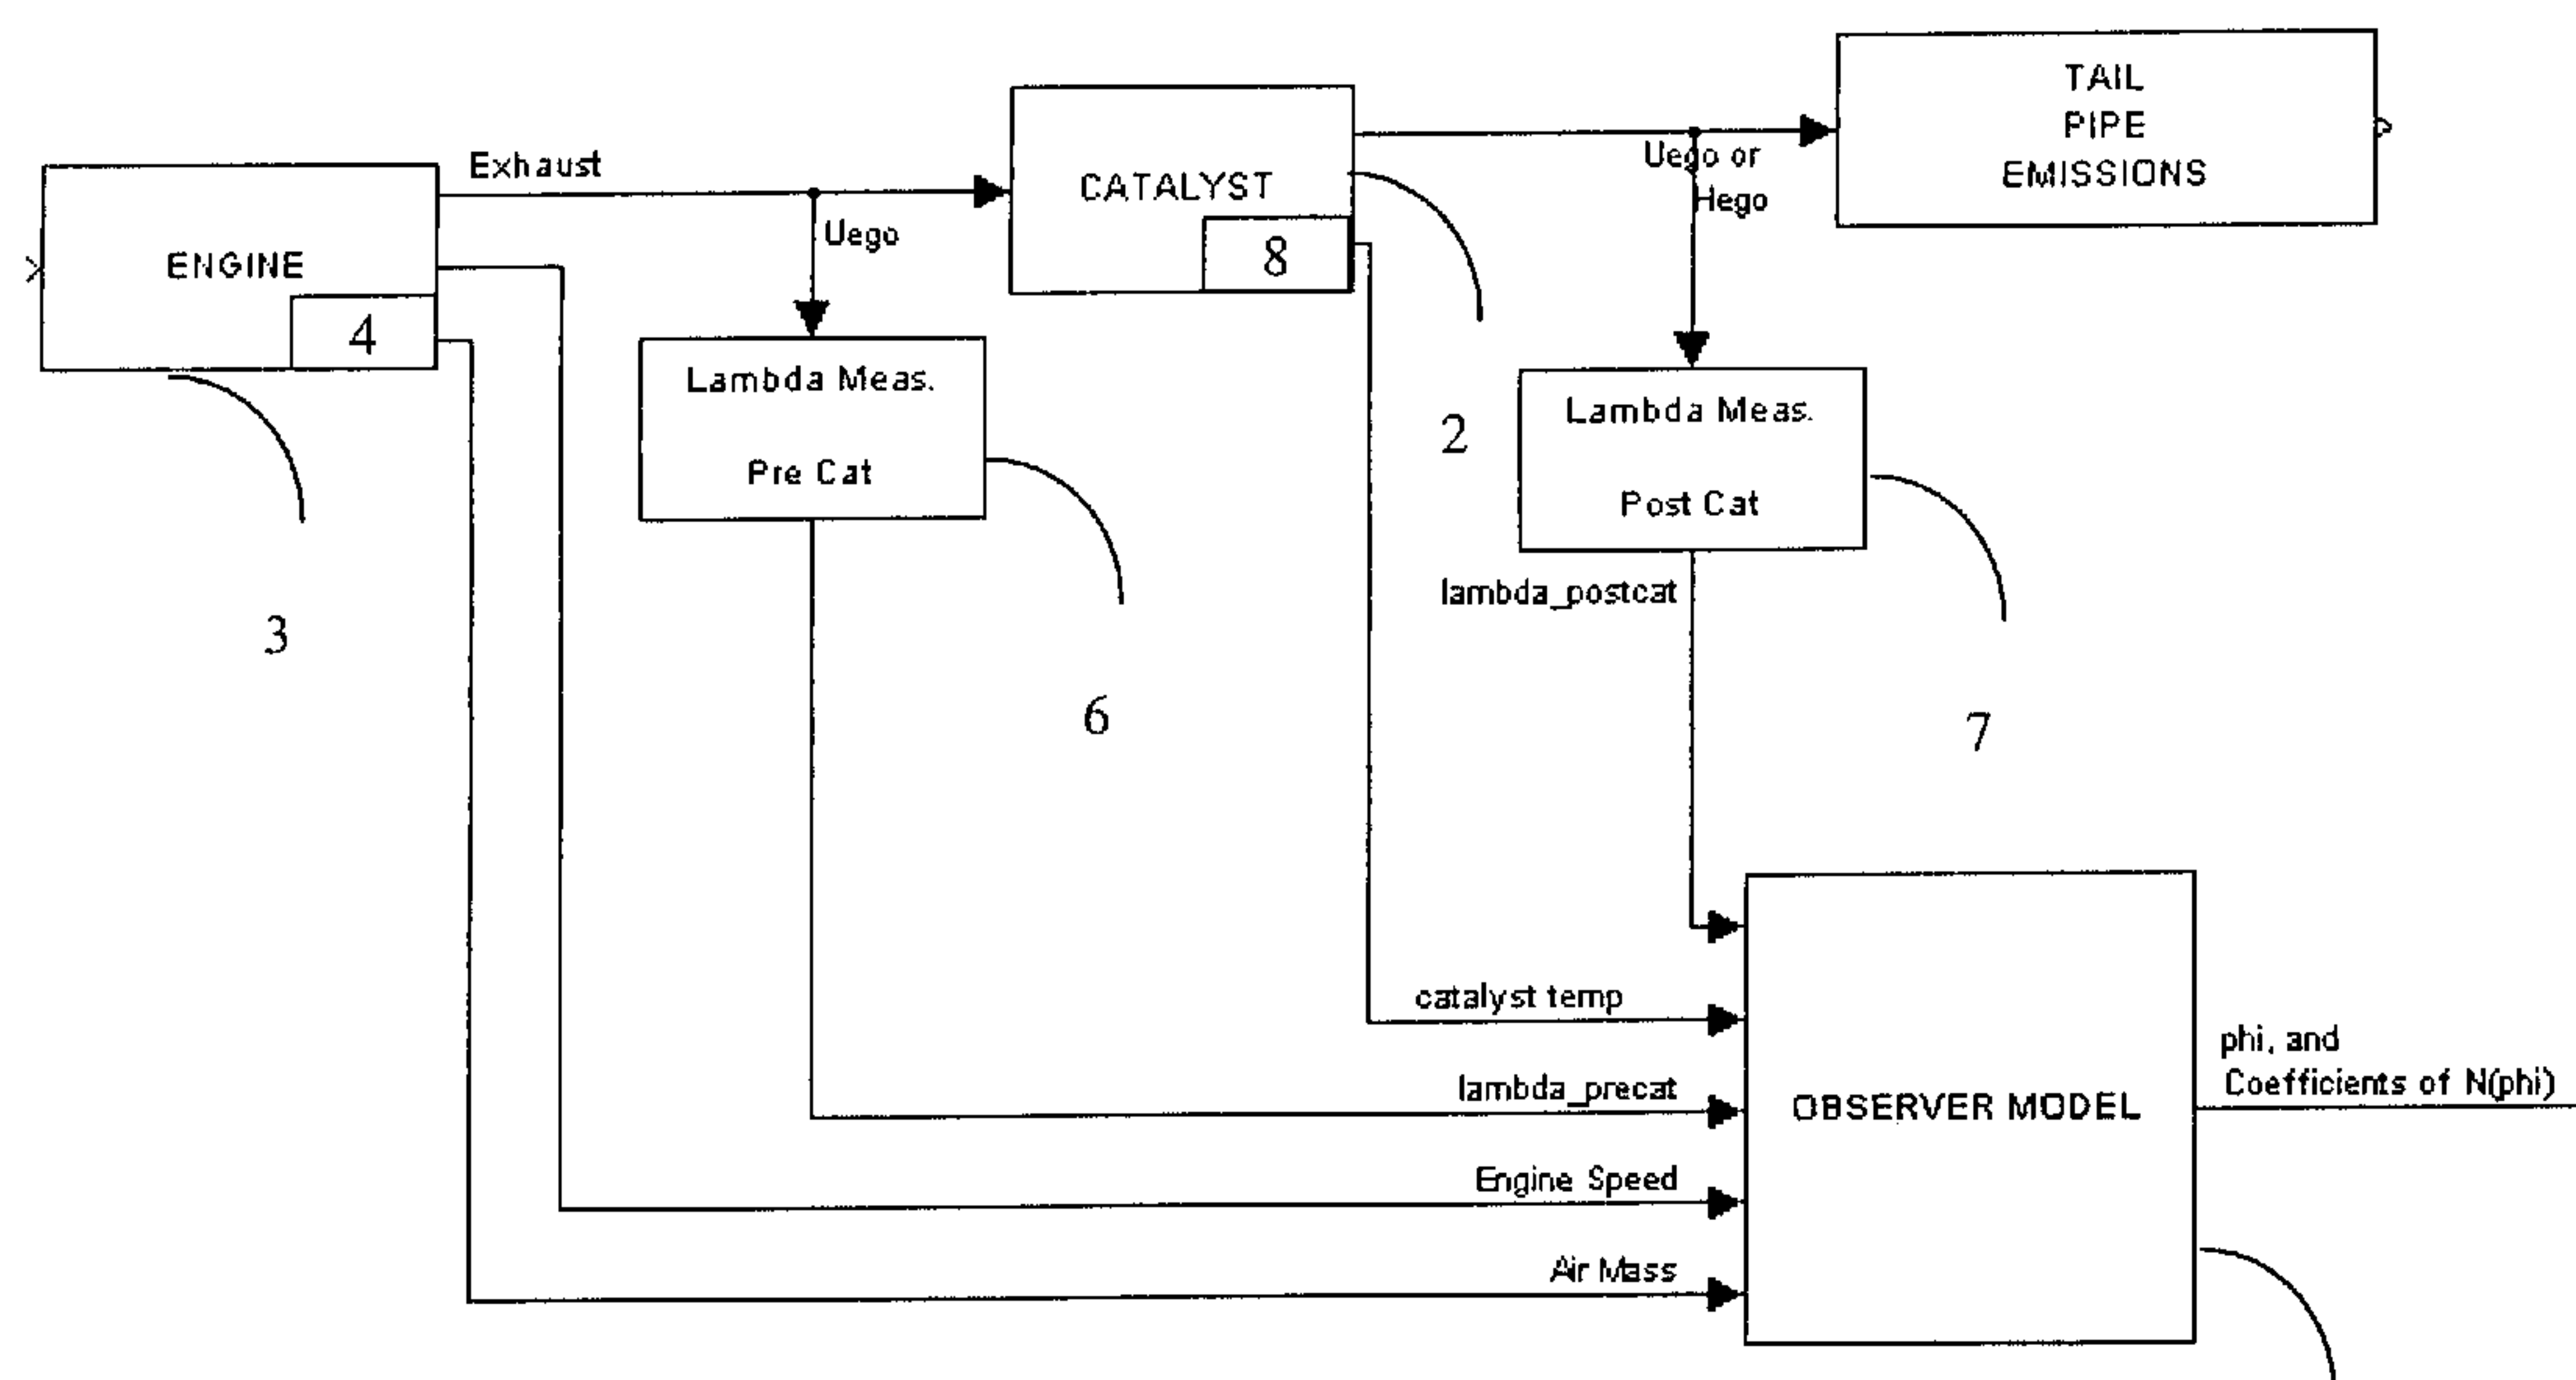 TAIL
PIPE
EMISSIONS
Exhaust
CATALYST
8
Uego or
Hego
ENGINE
4
Uego
Lambda Meas.
Pre Cat
Lambda Meas.
Post Cat
2
3
6
7
lambda_postcat
catalyst temp
lambda_precat
Engine Speed
Air Mass
OBSERVER MODEL
phi, and
Coefficients of N(phi)